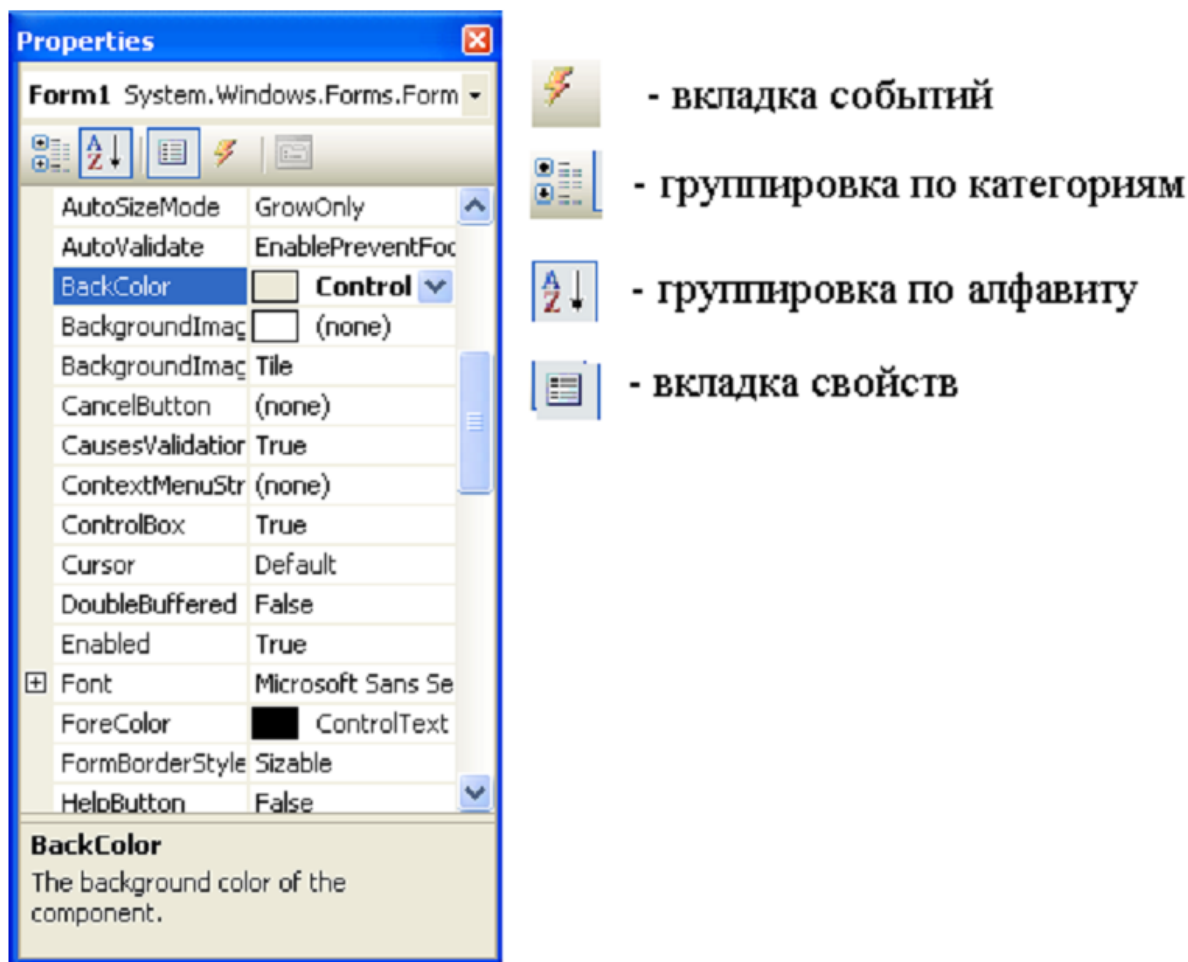 Properties
Form1 System.Windows.Forms.Form
AutoSizeMode GrowOnly
AutoValidate EnablePreventFoc
BackColor Control
BackgroundImag (none)
BackgroundImag Tile
CancelButton (none)
CausesValidation True
ContextMenuStr (none)
ControlBox True
Cursor Default
DoubleBuffered False
Enabled True
Font Microsoft Sans Se
ForeColor ControlText
FormBorderStyle Sizable
HelpButton False
BackColor
The background color of the
component.
- вкладка событий
- группировка по категориям
- группировка по алфавиту
- вкладка свойств